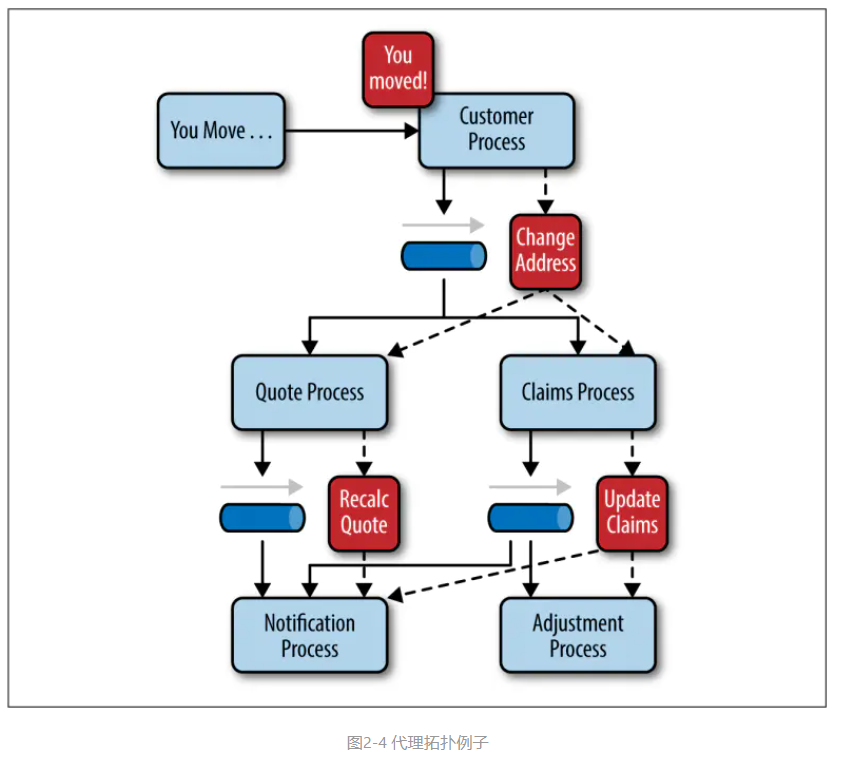 You
moved!
You Move . . .
Customer
Process
Change
Address
Quote Process
Claims Process
Recalc
Quote
Update
Claims
Notification
Process
Adjustment
Process
图2-4 代理拓扑例子